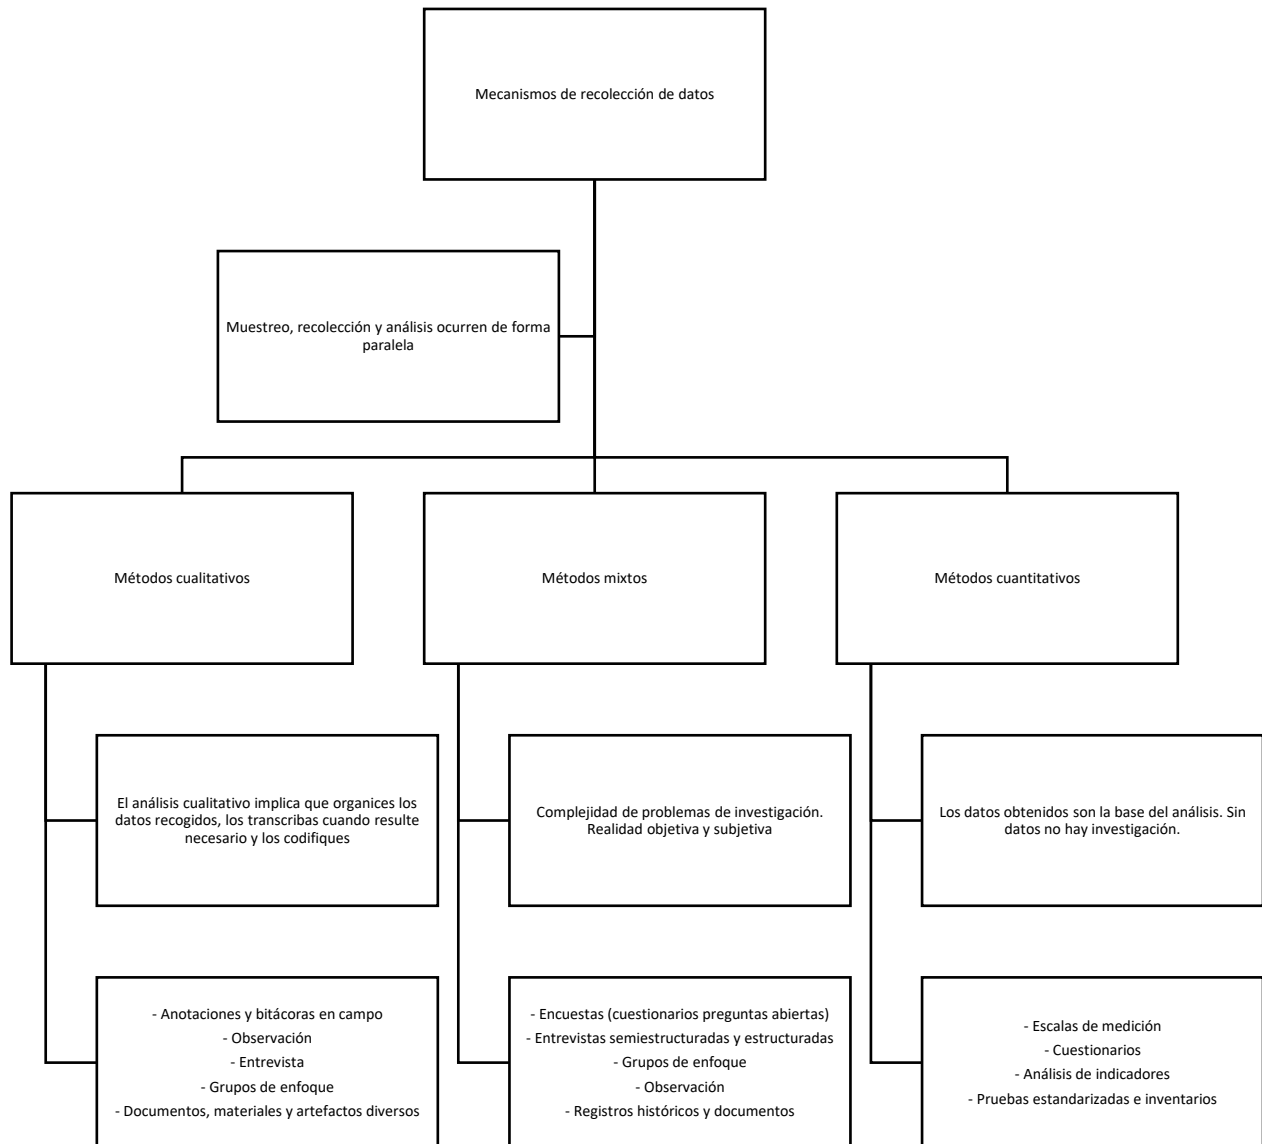 Mecanismos de recolección de datos
Muestreo, recolección y análisis ocurren de forma
paralela
Métodos cualitativos
Métodos mixtos
Métodos cuantitativos
El análisis cualitativo implica que organices los
datos recogidos, los transcribas cuando resulte
necesario y los codifiques
Complejidad de problemas de investigación.
Realidad objetiva y subjetiva
Los datos obtenidos son la base del análisis. Sin
datos no hay investigación.
- Anotaciones y bitácoras en campo
- Observación
- Entrevista
- Grupos de enfoque
- Documentos, materiales y artefactos diversos
- Encuestas (cuestionarios preguntas abiertas)
- Entrevistas semiestructuradas y estructuradas
- Grupos de enfoque
- Observación
- Registros históricos y documentos
- Escalas de medición
- Cuestionarios
- Análisis de indicadores
- Pruebas estandarizadas e inventarios